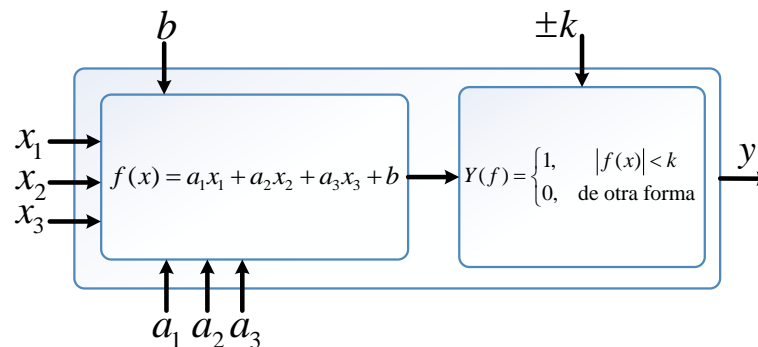 b
±k
x₁
x₂
x₃
f(x) = a₁x₁ + a₂x₂ + a₃x₃ + b
Y(f) = {1, |f(x)| < k
0, de otra forma
y
a₁ a₂ a₃